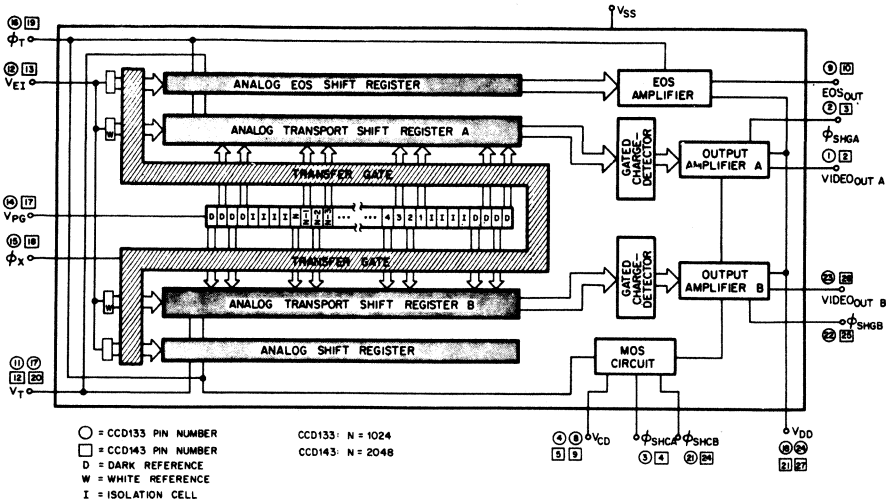 VSS
16 19
ϕT
12 13
VEI
ANALOG EOS SHIFT REGISTER
EOS
AMPLIFIER
9 10
EOSOUT
2 3
ϕSHGA
W
ANALOG TRANSPORT SHIFT REGISTER A
GATED
CHARGE-
DETECTOR
OUTPUT
AMPLIFIER A
1 2
VIDEOOUT A
TRANSFER GATE
14 17
VPG
D D D D I I I I N N-1 N-2 N-3 ... ... 4 3 2 1 I I I I D D D D
15 18
ϕX
TRANSFER GATE
W
ANALOG TRANSPORT SHIFT REGISTER B
GATED
CHARGE-
DETECTOR
OUTPUT
AMPLIFIER B
VIDEOOUT B
ϕSHGB
22 25
ANALOG SHIFT REGISTER
MOS
CIRCUIT
11 17
12 20
VT
4 8
5 9
VCD
ϕSHCA
3 4
ϕSHCB
21 24
VDD
21 27
= CCD133 PIN NUMBER
= CCD143 PIN NUMBER
D = DARK REFERENCE
W = WHITE REFERENCE
I = ISOLATION CELL
CCD133: N = 1024
CCD143: N = 2048